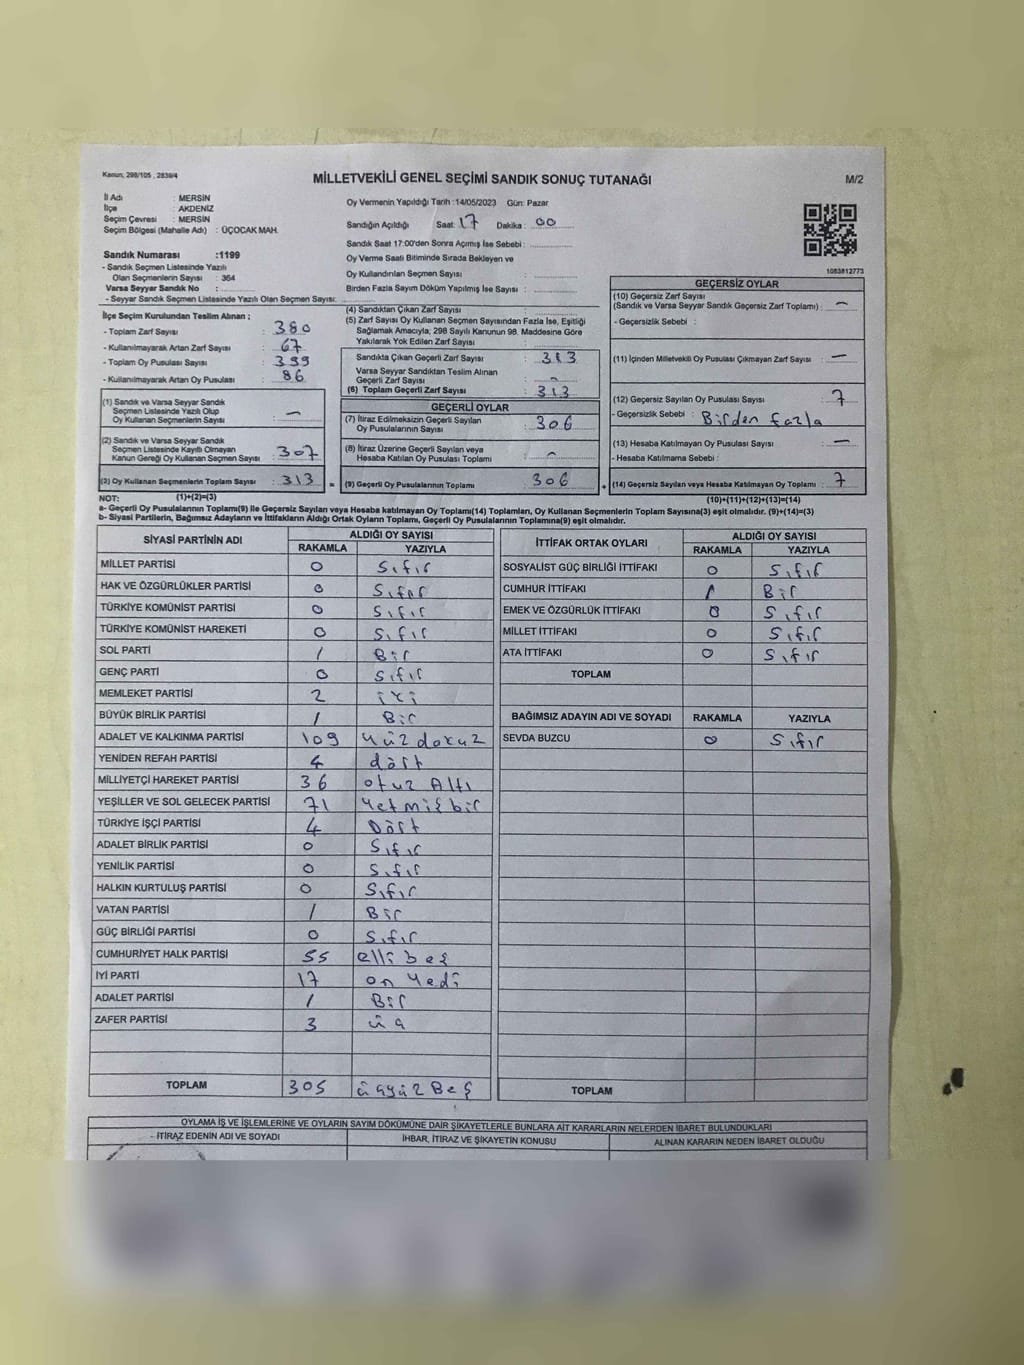 Kanun; 298/105 , 2839/4
MİLLETVEKİLİ GENEL SEÇİMİ SANDIK SONUÇ TUTANAĞI
M/2
İl Adı : MERSİN
İlçe : AKDENİZ
Seçim Çevresi : MERSİN
Seçim Bölgesi (Mahalle Adı) : ÜÇOCAK MAH.
Oy Vermenin Yapıldığı Tarih :14/05/2023 Gün: Pazar
Sandığın Açıldığı Saat: 17 Dakika : 00
Sandık Saat 17:00'den Sonra Açımış İse Sebebi :
Oy Verme Saati Bitiminde Sırada Bekleyen ve
Oy Kullandırılan Seçmen Sayısı :
Birden Fazla Sayım Döküm Yapılmış İse Sayısı :
1083812773
Sandık Numarası :1199
- Sandık Seçmen Listesinde Yazılı
Olan Seçmenlerin Sayısı : 364
Varsa Seyyar Sandık No :
- Seyyar Sandık Seçmen Listesinde Yazılı Olan Seçmen Sayısı:
İlçe Seçim Kurulundan Teslim Alınan ;
- Toplam Zarf Sayısı : 380
- Kullanılmayarak Artan Zarf Sayısı : 67
- Toplam Oy Pusulası Sayısı : 399
- Kullanılmayarak Artan Oy Pusulası : 86
(1) Sandık ve Varsa Seyyar Sandık
Seçmen Listesinde Yazılı Olup
Oy Kullanan Seçmenlerin Sayısı : —
(2) Sandık ve Varsa Seyyar Sandık
Seçmen Listesinde Kayıtlı Olmayan
Kanun Gereği Oy Kullanan Seçmen Sayısı : 307
(3) Oy Kullanan Seçmenlerin Toplam Sayısı : 313 =
(4) Sandıktan Çıkan Zarf Sayısı :
(5) Zarf Sayısı Oy Kullanan Seçmen Sayısından Fazla İse, Eşitliği
Sağlamak Amacıyla; 298 Sayılı Kanunun 98. Maddesine Göre
Yakılarak Yok Edilen Zarf Sayısı :
Sandıkta Çıkan Geçerli Zarf Sayısı : 313
Varsa Seyyar Sandıktan Teslim Alınan
Geçerli Zarf Sayısı : —
(6) Toplam Geçerli Zarf Sayısı : 313
GEÇERLİ OYLAR
(7) İtiraz Edilmeksizin Geçerli Sayılan
Oy Pusulalarının Sayısı : 306
(8) İtiraz Üzerine Geçerli Sayılan veya
Hesaba Katılan Oy Pusulası Toplamı : —
(9) Geçerli Oy Pusulalarının Toplamı : 306 +
GEÇERSİZ OYLAR
(10) Geçersiz Zarf Sayısı
(Sandık ve Varsa Seyyar Sandık Geçersiz Zarf Toplamı) : —
- Geçersizlik Sebebi :
(11) İçinden Milletvekili Oy Pusulası Çıkmayan Zarf Sayısı : —
(12) Geçersiz Sayılan Oy Pusulası Sayısı : 7
- Geçersizlik Sebebi : Birden fazla
(13) Hesaba Katılmayan Oy Pusulası Sayısı : —
- Hesaba Katılmama Sebebi :
(14) Geçersiz Sayılan veya Hesaba Katılmayan Oy Toplamı : 7
NOT: (1)+(2)=(3) (10)+(11)+(12)+(13)=(14)
a- Geçerli Oy Pusulalarının Toplamı(9) ile Geçersiz Sayılan veya Hesaba katılmayan Oy Toplamı(14) Toplamları, Oy Kullanan Seçmenlerin Toplam Sayısına(3) eşit olmalıdır. (9)+(14)=(3)
b- Siyasi Partilerin, Bağımsız Adayların ve İttifakların Aldığı Ortak Oyların Toplamı, Geçerli Oy Pusulalarının Toplamına(9) eşit olmalıdır.
SİYASİ PARTİNİN ADI ALDIĞI OY SAYISI
RAKAMLA YAZIYLA
MİLLET PARTİSİ 0 Sıfır
HAK VE ÖZGÜRLÜKLER PARTİSİ 0 Sıfır
TÜRKİYE KOMÜNİST PARTİSİ 0 Sıfır
TÜRKİYE KOMÜNİST HAREKETİ 0 Sıfır
SOL PARTİ 1 Bir
GENÇ PARTİ 0 Sıfır
MEMLEKET PARTİSİ 2 iki
BÜYÜK BİRLİK PARTİSİ 1 Bir
ADALET VE KALKINMA PARTİSİ 109 Yüz dokuz
YENİDEN REFAH PARTİSİ 4 dört
MİLLİYETÇİ HAREKET PARTİSİ 36 otuz Altı
YEŞİLLER VE SOL GELECEK PARTİSİ 71 Yetmiş bir
TÜRKİYE İŞÇİ PARTİSİ 4 Dört
ADALET BİRLİK PARTİSİ 0 Sıfır
YENİLİK PARTİSİ 0 Sıfır
HALKIN KURTULUŞ PARTİSİ 0 Sıfır
VATAN PARTİSİ 1 Bir
GÜÇ BİRLİĞİ PARTİSİ 0 Sıfır
CUMHURİYET HALK PARTİSİ 55 elli beş
İYİ PARTİ 17 on yedi
ADALET PARTİSİ 1 Bir
ZAFER PARTİSİ 3 üç
TOPLAM 305 üçyüz Beş
İTTİFAK ORTAK OYLARI ALDIĞI OY SAYISI
RAKAMLA YAZIYLA
SOSYALİST GÜÇ BİRLİĞİ İTTİFAKI 0 Sıfır
CUMHUR İTTİFAKI 1 Bir
EMEK VE ÖZGÜRLÜK İTTİFAKI 0 Sıfır
MİLLET İTTİFAKI 0 Sıfır
ATA İTTİFAKI 0 Sıfır
TOPLAM
BAĞIMSIZ ADAYIN ADI VE SOYADI RAKAMLA YAZIYLA
SEVDA BUZCU 0 Sıfır
TOPLAM
OYLAMA İŞ VE İŞLEMLERİNE VE OYLARIN SAYIM DÖKÜMÜNE DAİR ŞİKAYETLERLE BUNLARA AİT KARARLARIN NELERDEN İBARET BULUNDUKLARI
- İTİRAZ EDENİN ADI VE SOYADI İHBAR, İTİRAZ VE ŞİKAYETİN KONUSU ALINAN KARARIN NEDEN İBARET OLDUĞU